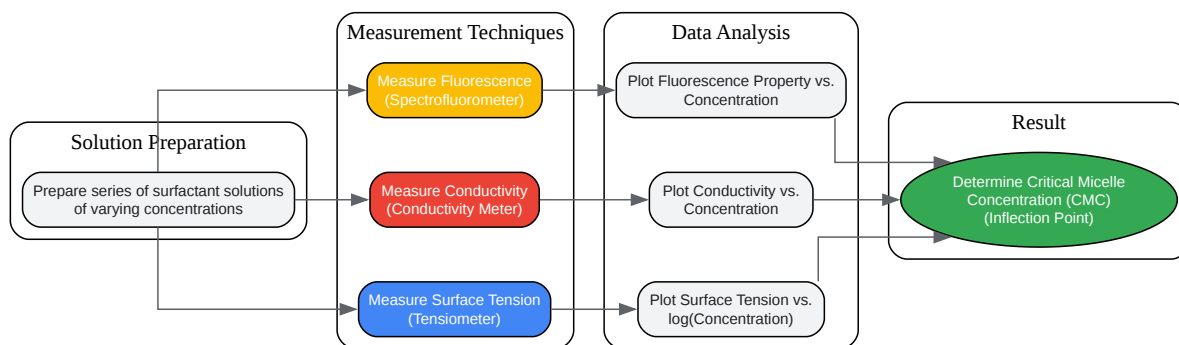 Solution Preparation
Prepare series of surfactant solutions
of varying concentrations
Measurement Techniques
Measure Fluorescence
(Spectrofluorometer)
Measure Conductivity
(Conductivity Meter)
Measure Surface Tension
(Tensiometer)
Data Analysis
Plot Fluorescence Property vs.
Concentration
Plot Conductivity vs.
Concentration
Plot Surface Tension vs.
log(Concentration)
Result
Determine Critical Micelle
Concentration (CMC)
(Inflection Point)